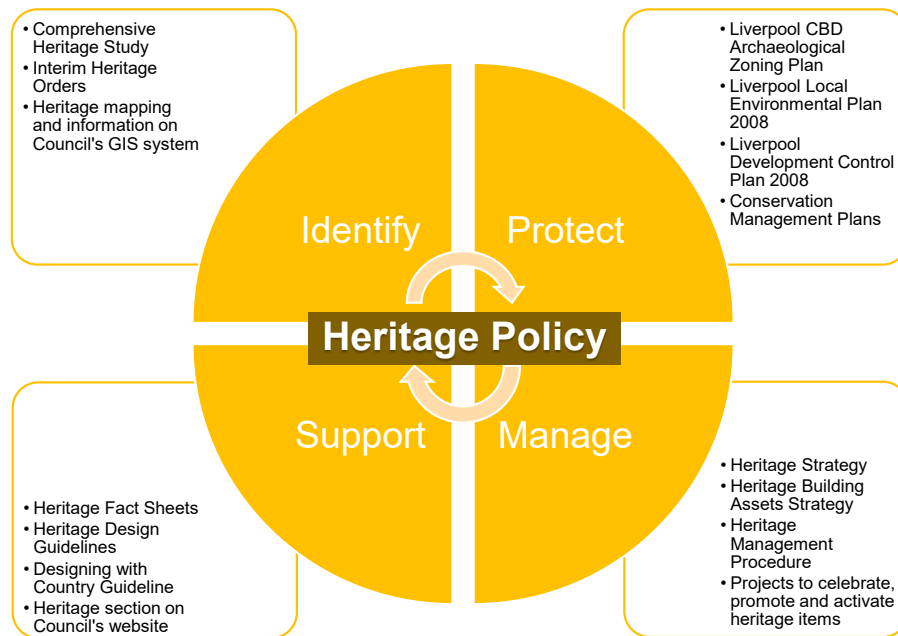 • Comprehensive
Heritage Study
• Interim Heritage
Orders
• Heritage mapping
and information on
Council's GIS system
• Liverpool CBD
Archaeological
Zoning Plan
• Liverpool Local
Environmental Plan
2008
• Liverpool
Development Control
Plan 2008
• Conservation
Management Plans
Identify
Protect
Heritage Policy
Support
Manage
• Heritage Fact Sheets
• Heritage Design
Guidelines
• Designing with
Country Guideline
• Heritage section on
Council's website
• Heritage Strategy
• Heritage Building
Assets Strategy
• Heritage
Management
Procedure
• Projects to celebrate,
promote and activate
heritage items